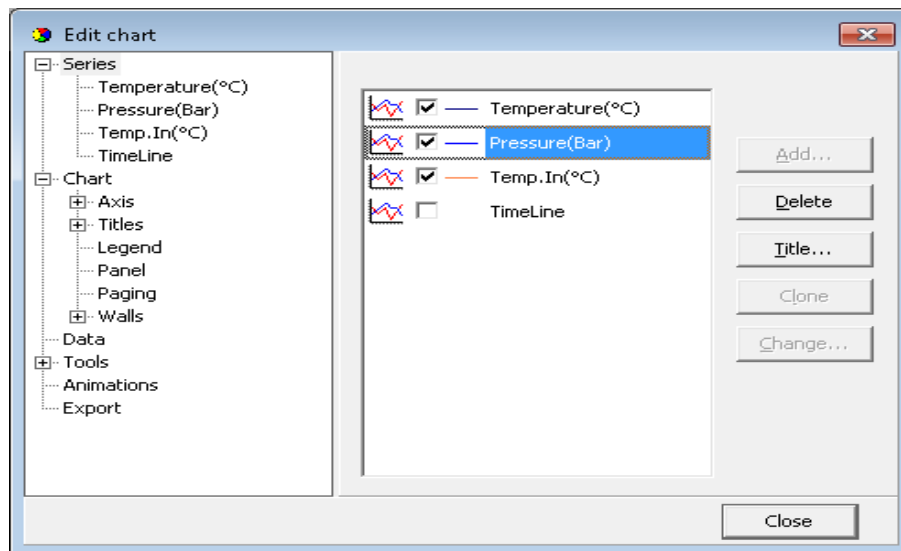 Edit chart
Series
Temperature(°C)
Pressure(Bar)
Temp.In(°C)
TimeLine
Chart
Axis
Titles
Legend
Panel
Paging
Walls
Data
Tools
Animations
Export
Temperature(°C)
Pressure(Bar)
Temp.In(°C)
TimeLine
Add...
Delete
Title...
Clone
Change...
Close